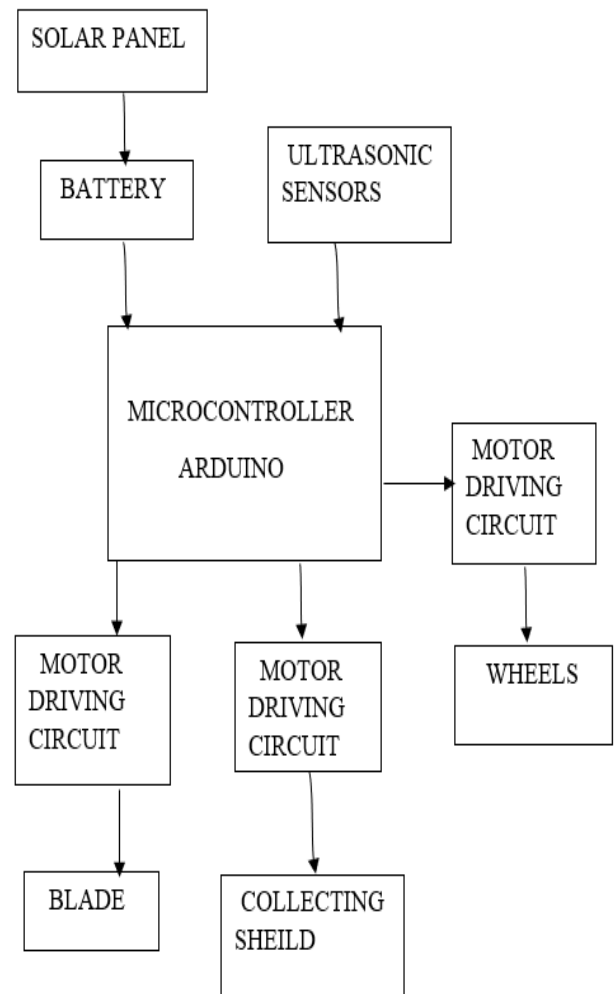 SOLAR PANEL
BATTERY
ULTRASONIC
SENSORS
MICROCONTROLLER
ARDUINO
MOTOR
DRIVING
CIRCUIT
WHEELS
MOTOR
DRIVING
CIRCUIT
MOTOR
DRIVING
CIRCUIT
BLADE
COLLECTING
SHEILD